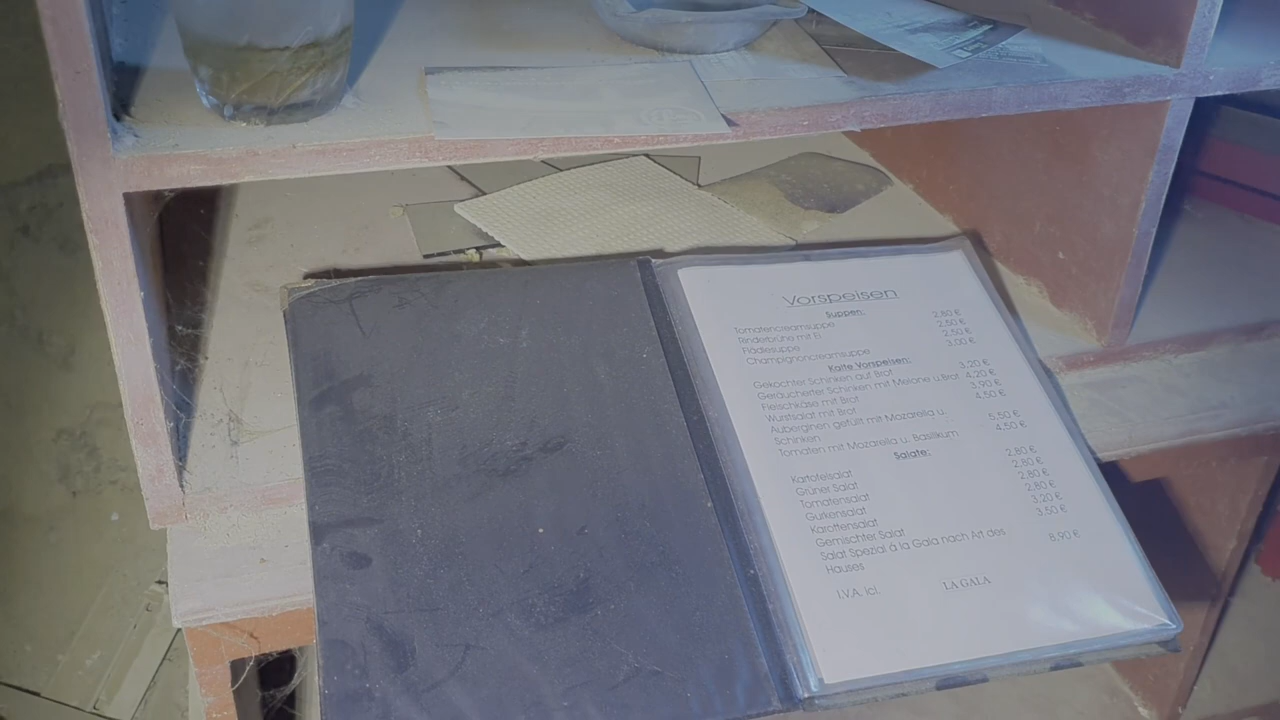 Vorspeisen
Suppen:
Tomatencreamsuppe 2,80 €
Rinderbrühe mit Ei 2,50 €
Flädlesuppe 2,50 €
Champignoncreamsuppe 3,00 €
Kalte Vorspeisen:
Gekochter Schinken auf Brot 3,20 €
Geräucherter Schinken mit Melone u.Brot 4,20 €
Fleischkäse mit Brot 3,90 €
Wurstsalat mit Brot 4,50 €
Auberginen gefüllt mit Mozarella u.
Schinken 5,50 €
Tomaten mit Mozarella u. Basilikum 4,50 €
Salate:
Kartofelsalat 2,80 €
Grüner Salat 2,80 €
Tomatensalat 2,80 €
Gurkensalat 2,80 €
Karottensalat 3,20 €
Gemischter Salat 3,50 €
Salat Spezial à la Gala nach Art des
Hauses 8,90 €
I.V.A. ici. LA GALA